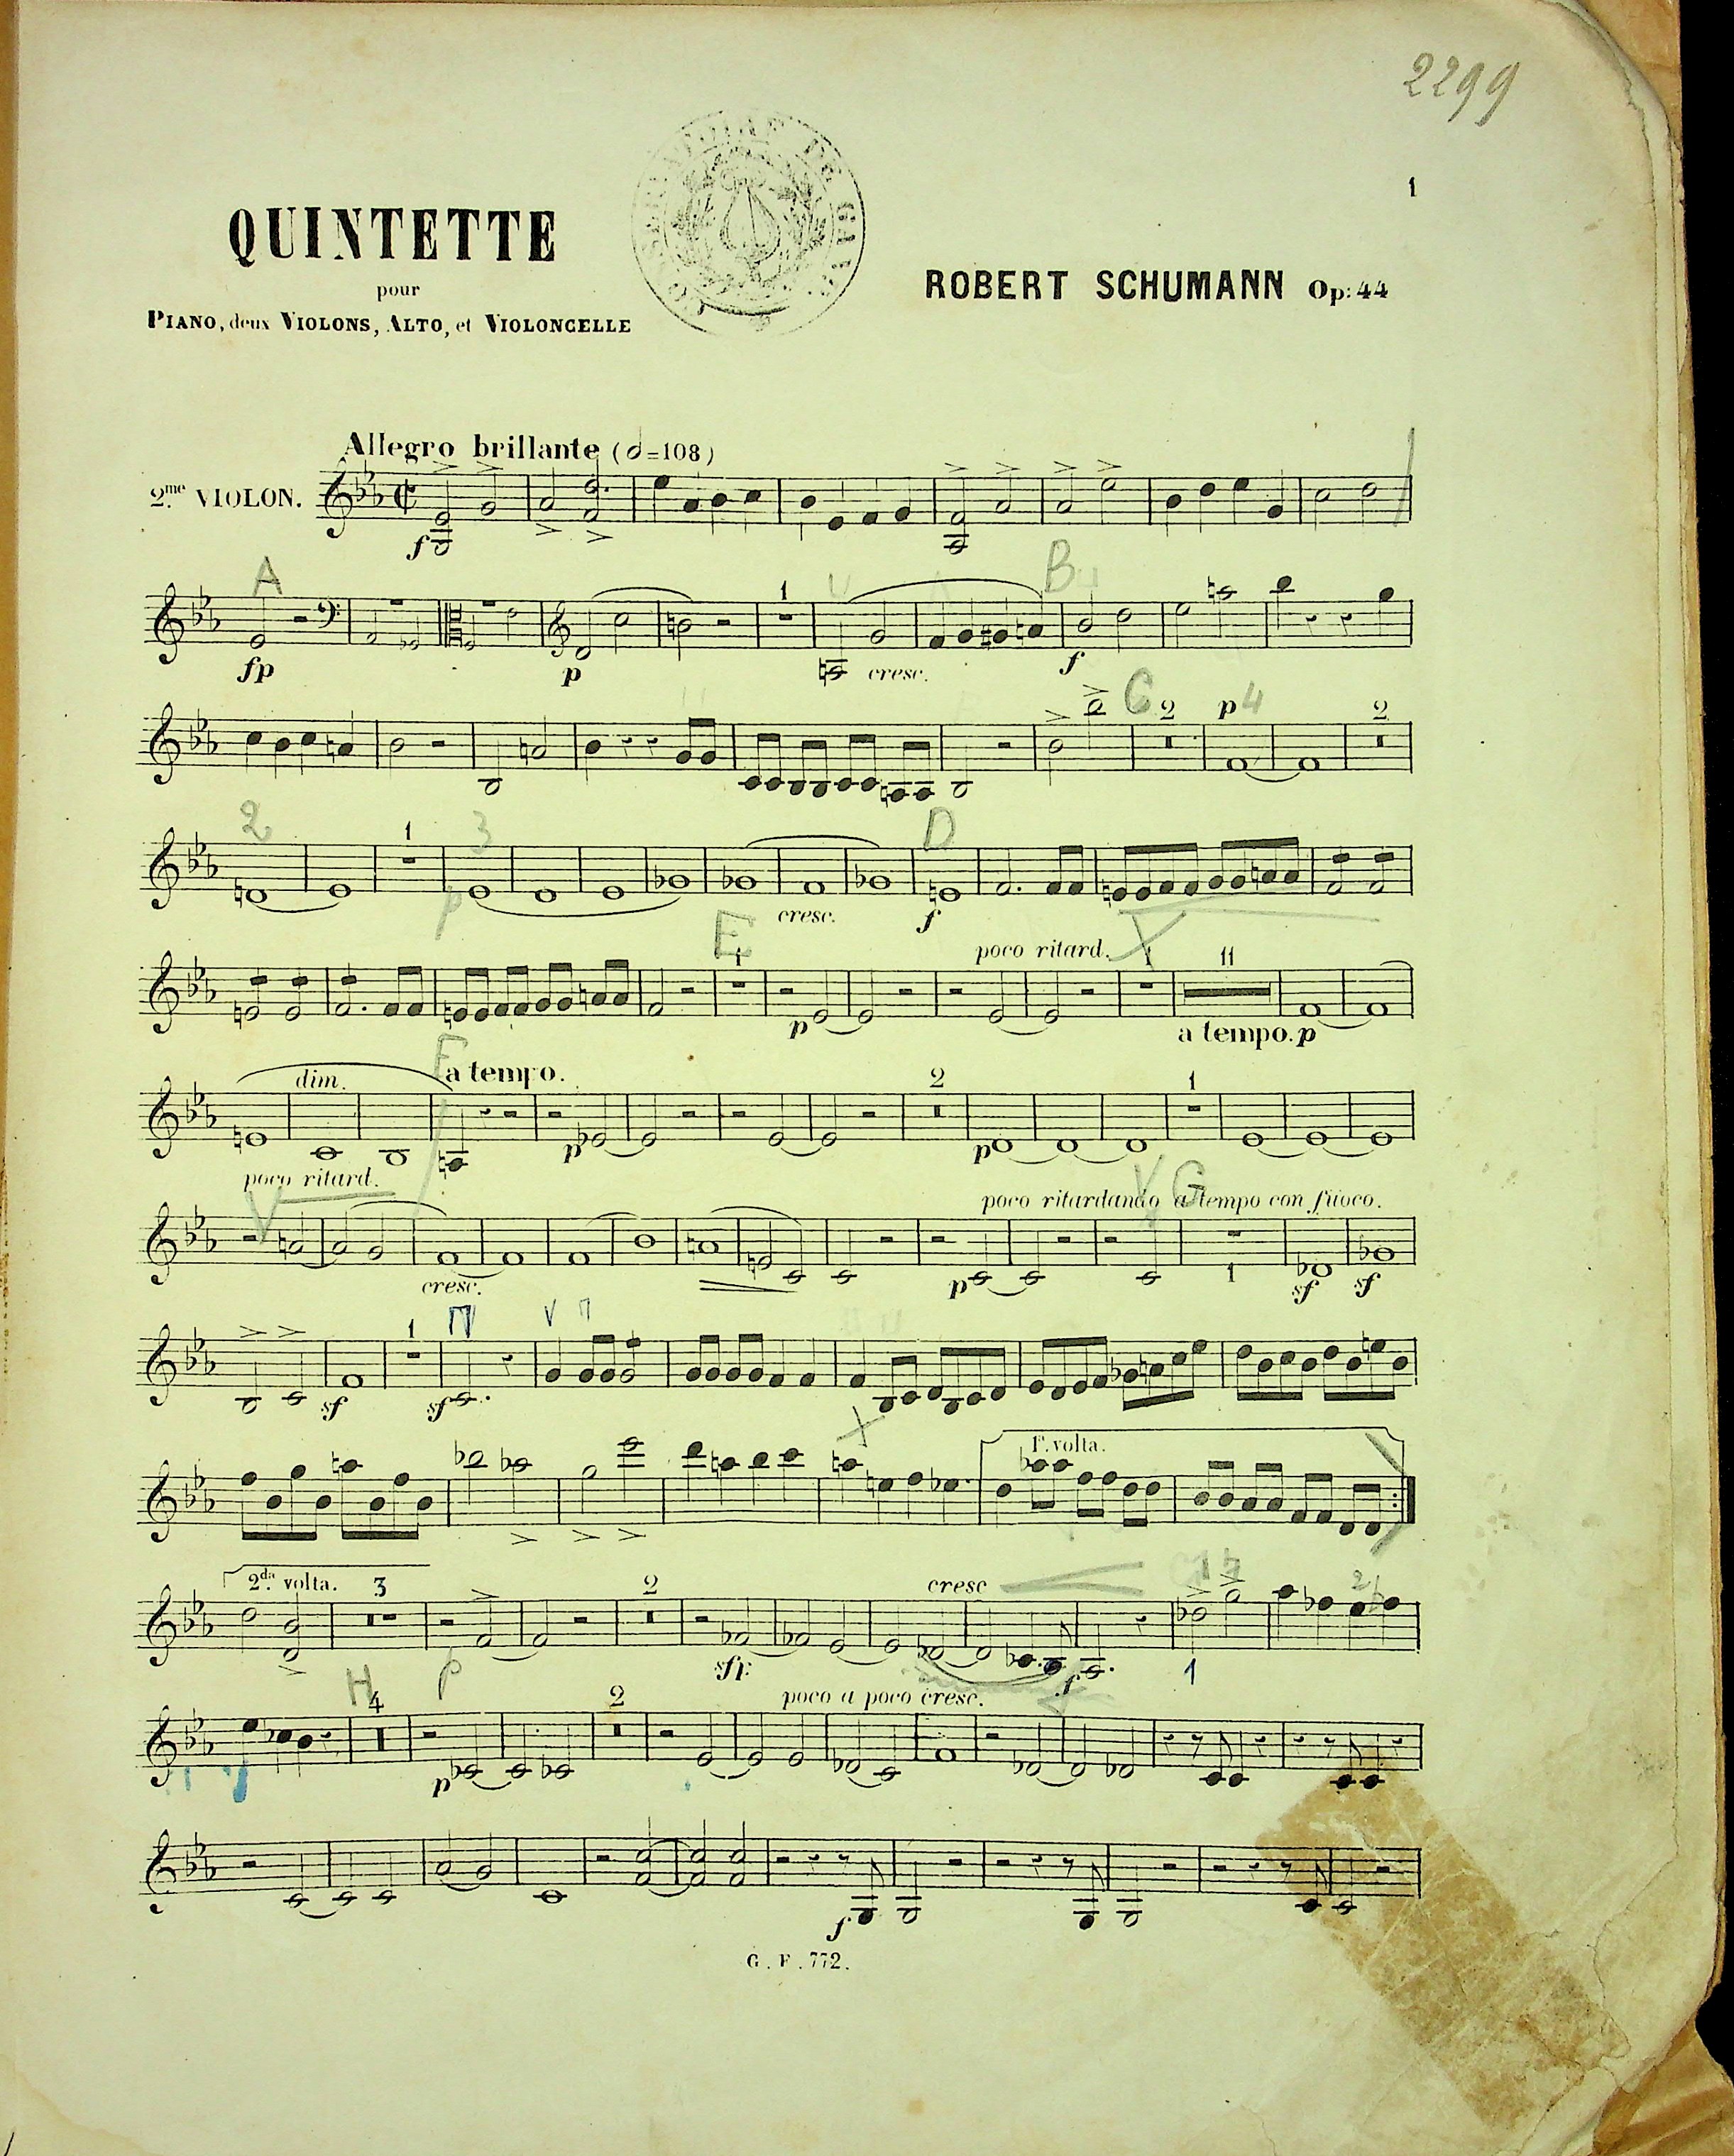 2299
1
QUINTETTE
pour
PIANO, deux VIOLONS, ALTO, et VIOLONCELLE
ROBERT SCHUMANN Op: 44
Allegro brillante (𝅗𝅥=108)
2me VIOLON.
f
A
B
1
fp
p
cresc.
f
C
2
p 4
2
2
1
3
D
p
cresc.
f
E
poco ritard.
1
1
11
p
a tempo. p
F
dim.
a tempo.
2
1
p
p
poco ritard.
V
G
poco ritardando a tempo con fuoco.
cresc.
p
1
sf
sf
1
V
sf
sf
X
1a. volta.
2da. volta.
3
2
cresc
p
sfp
f
1
H
4
2
poco a poco cresc.
p
f
G. F. 772.